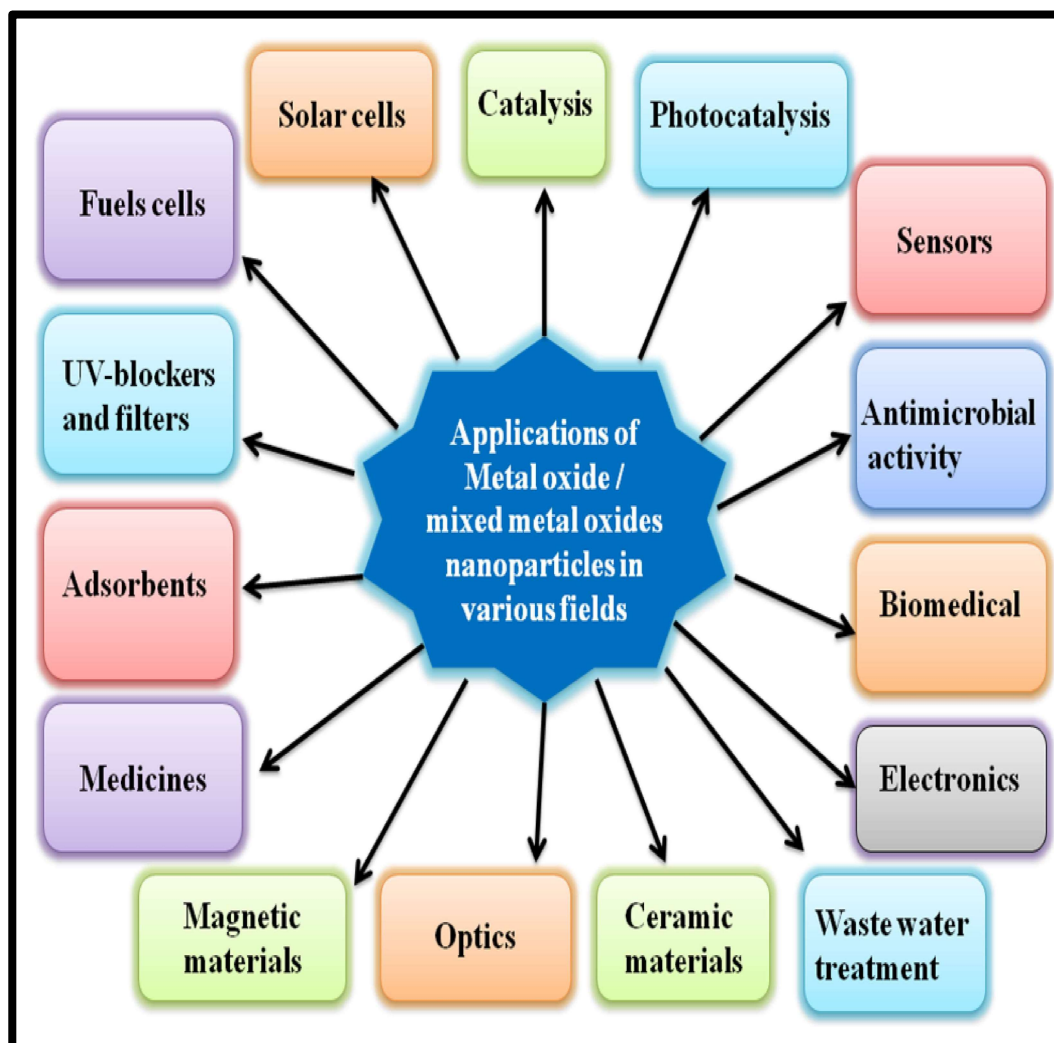 Solar cells
Catalysis
Photocatalysis
Fuels cells
Sensors
UV-blockers
and filters
Applications of
Metal oxide /
mixed metal oxides
nanoparticles in
various fields
Antimicrobial
activity
Adsorbents
Biomedical
Medicines
Electronics
Magnetic
materials
Optics
Ceramic
materials
Waste water
treatment